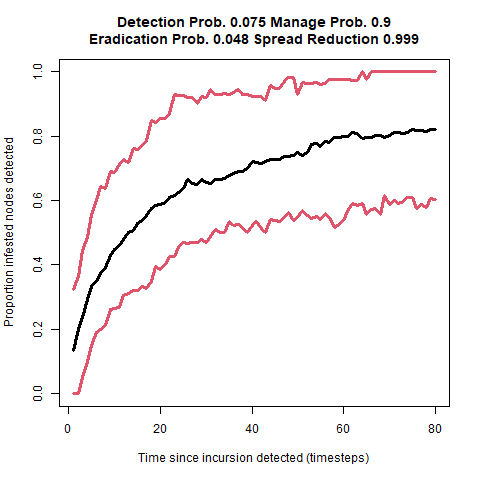 Detection Prob. 0.075 Manage Prob. 0.9
Eradication Prob. 0.048 Spread Reduction 0.999
Proportion infested nodes detected
1.0
0.8
0.6
0.4
0.2
0.0
0 20 40 60 80
Time since incursion detected (timesteps)